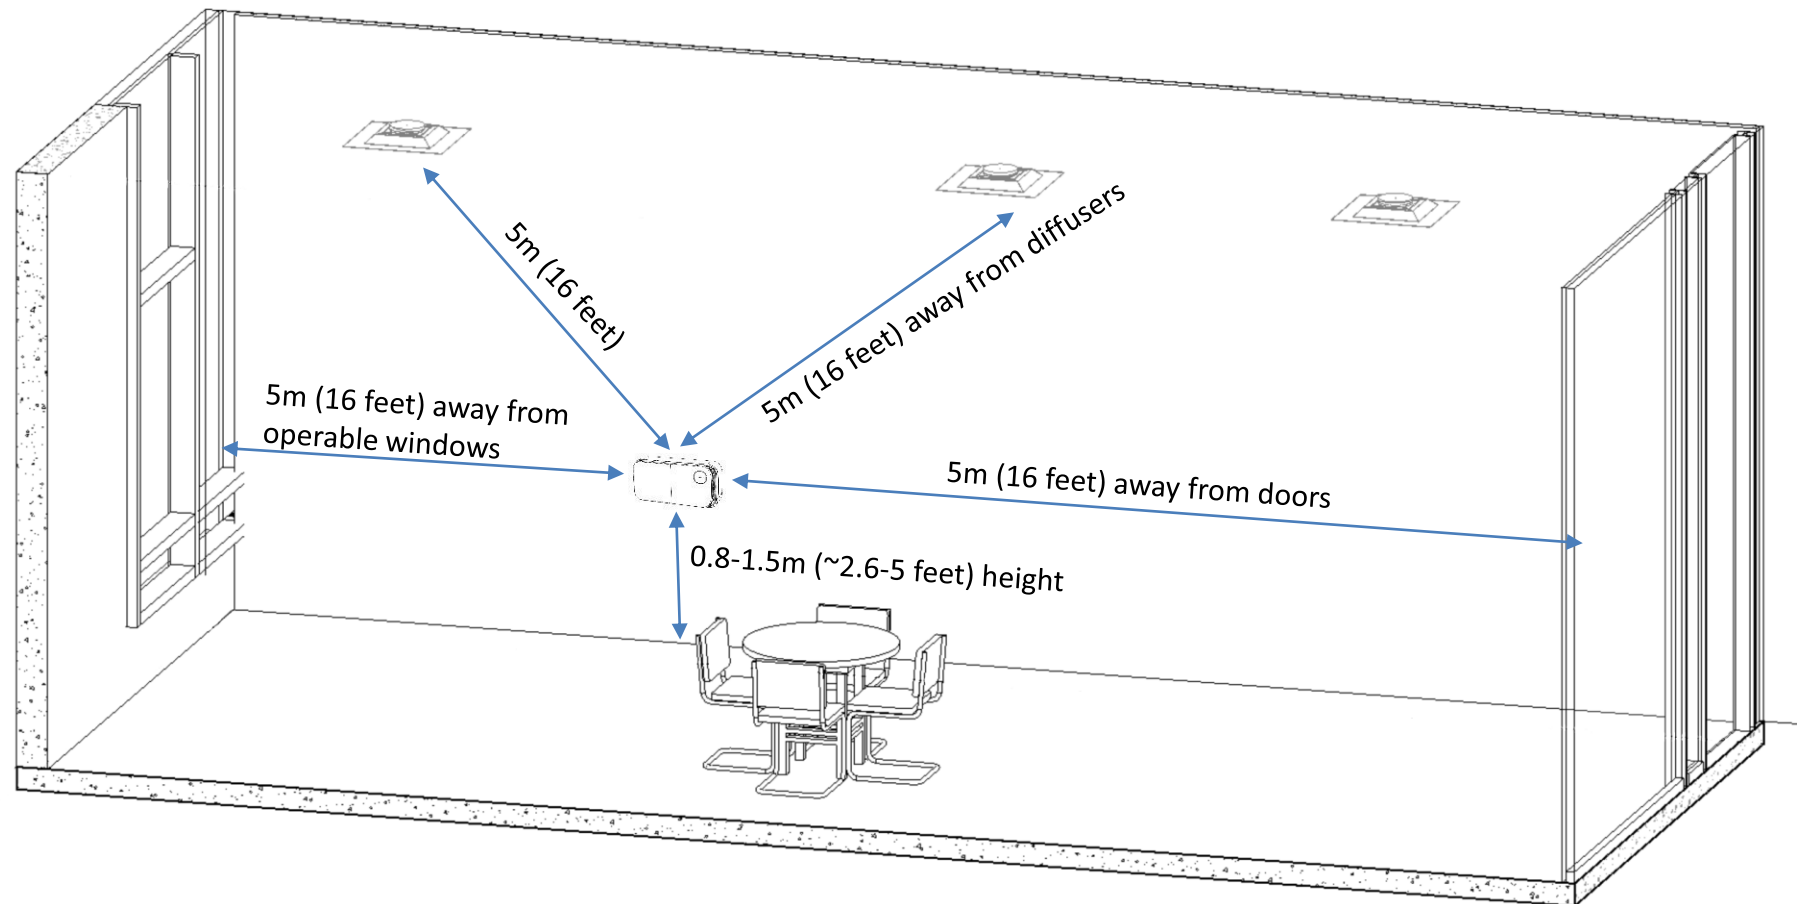 5m (16 feet)
5m (16 feet) away from diffusers
5m (16 feet) away from
operable windows
5m (16 feet) away from doors
0.8-1.5m (~2.6-5 feet) height